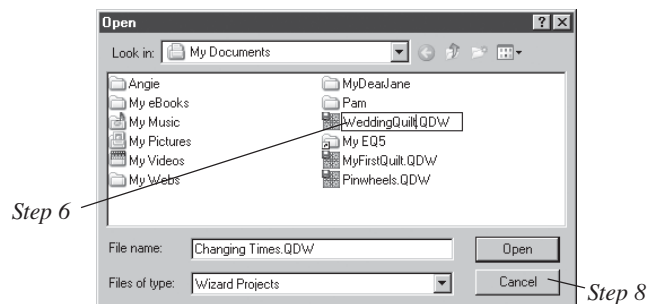 Open
Look in: My Documents
Angie
My eBooks
My Music
My Pictures
My Videos
My Webs
MyDearJane
Pam
WeddingQuilt.QDW
My EQ5
MyFirstQuilt.QDW
Pinwheels.QDW
Step 6
File name: Changing Times.QDW Open
Files of type: Wizard Projects Cancel
Step 8